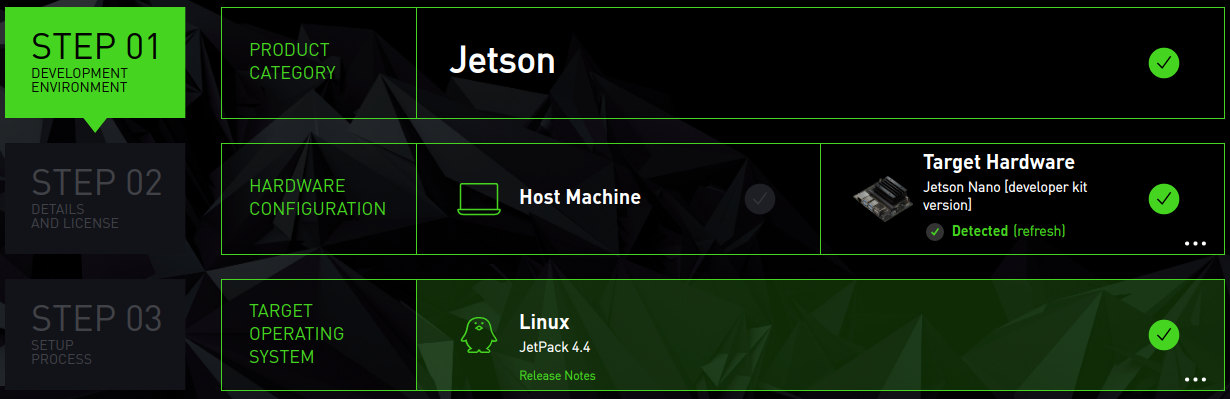 STEP 01
DEVELOPMENT
ENVIRONMENT
PRODUCT
CATEGORY
Jetson
STEP 02
DETAILS
AND LICENSE
HARDWARE
CONFIGURATION
Host Machine
Target Hardware
Jetson Nano [developer kit
version]
Detected (refresh)
STEP 03
SETUP
PROCESS
TARGET
OPERATING
SYSTEM
Linux
JetPack 4.4
Release Notes